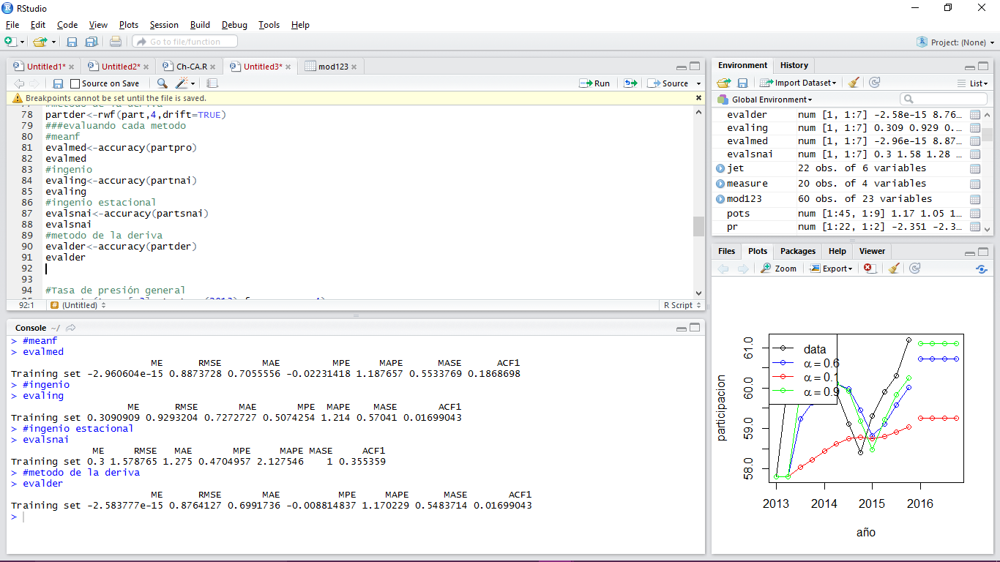 RStudio
File Edit Code View Plots Session Build Debug Tools Help
Go to file/function
Project: (None)
Untitled1* Untitled2* Ch-CA.R Untitled3* mod123
Source on Save
Run
Source
Breakpoints cannot be set until the file is saved.
77 #metodo de la deriva
78 partder<-rwf(part,4,drift=TRUE)
79 ###evaluando cada metodo
80 #meanf
81 evalmed<-accuracy(partpro)
82 evalmed
83 #ingenio
84 evaling<-accuracy(partnai)
85 evaling
86 #ingenio estacional
87 evalsnai<-accuracy(partsnai)
88 evalsnai
89 #metodo de la deriva
90 evalder<-accuracy(partder)
91 evalder
92
93
94 #Tasa de presión general
92:1 # (Untitled) R Script
Console ~/
> #meanf
> evalmed
ME RMSE MAE MPE MAPE MASE ACF1
Training set -2.960604e-15 0.8873728 0.7055556 -0.02231418 1.187657 0.5533769 0.1868698
> #ingenio
> evaling
ME RMSE MAE MPE MAPE MASE ACF1
Training set 0.3090909 0.9293204 0.7272727 0.5074254 1.214 0.57041 0.01699043
> #ingenio estacional
> evalsnai
ME RMSE MAE MPE MAPE MASE ACF1
Training set 0.3 1.578765 1.275 0.4704957 2.127546 1 0.355359
> #metodo de la deriva
> evalder
ME RMSE MAE MPE MAPE MASE ACF1
Training set -2.583777e-15 0.8764127 0.6991736 -0.008814837 1.170229 0.5483714 0.01699043
>
Environment History
Import Dataset
List
Global Environment
evalder num [1, 1:7] -2.58e-15 8.76…
evaling num [1, 1:7] 0.309 0.929 0.…
evalmed num [1, 1:7] -2.96e-15 8.87…
evalsnai num [1, 1:7] 0.3 1.58 1.28 …
jet 22 obs. of 6 variables
measure 20 obs. of 4 variables
mod123 60 obs. of 23 variables
pots num [1:45, 1:9] 1.17 1.05 1…
pr num [1:22, 1:2] -2.351 -2.3…
Files Plots Packages Help Viewer
Zoom Export
data
α = 0.6
α = 0.1
α = 0.9
participacion
61.0
60.0
59.0
58.0
2013 2014 2015 2016
año